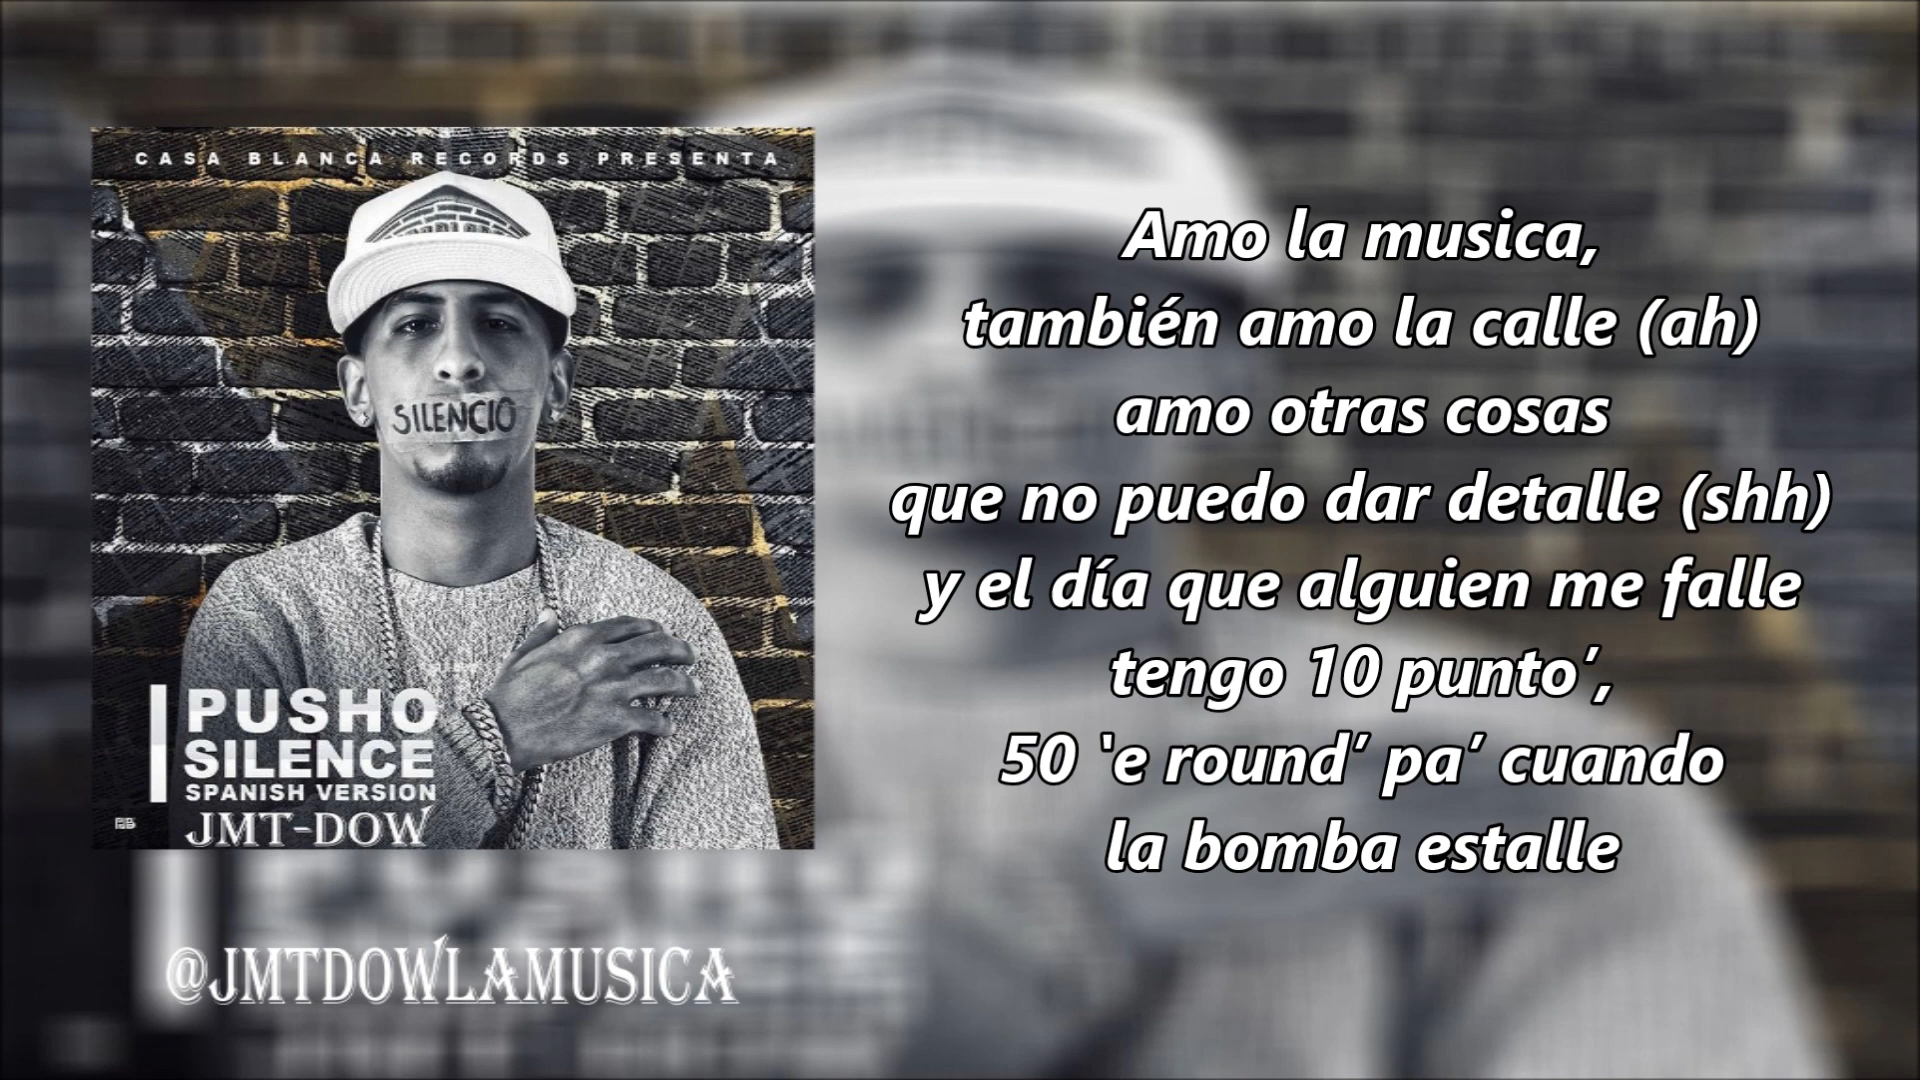 CASA BLANCA RECORDS PRESENTA
SILENCIO
PUSHO
SILENCE
SPANISH VERSION
JMT-DOW
@JMTDOWLAMUSICA
Amo la musica,
también amo la calle (ah)
amo otras cosas
que no puedo dar detalle (shh)
y el día que alguien me falle
tengo 10 punto’,
50 ‘e round’ pa’ cuando
la bomba estalle